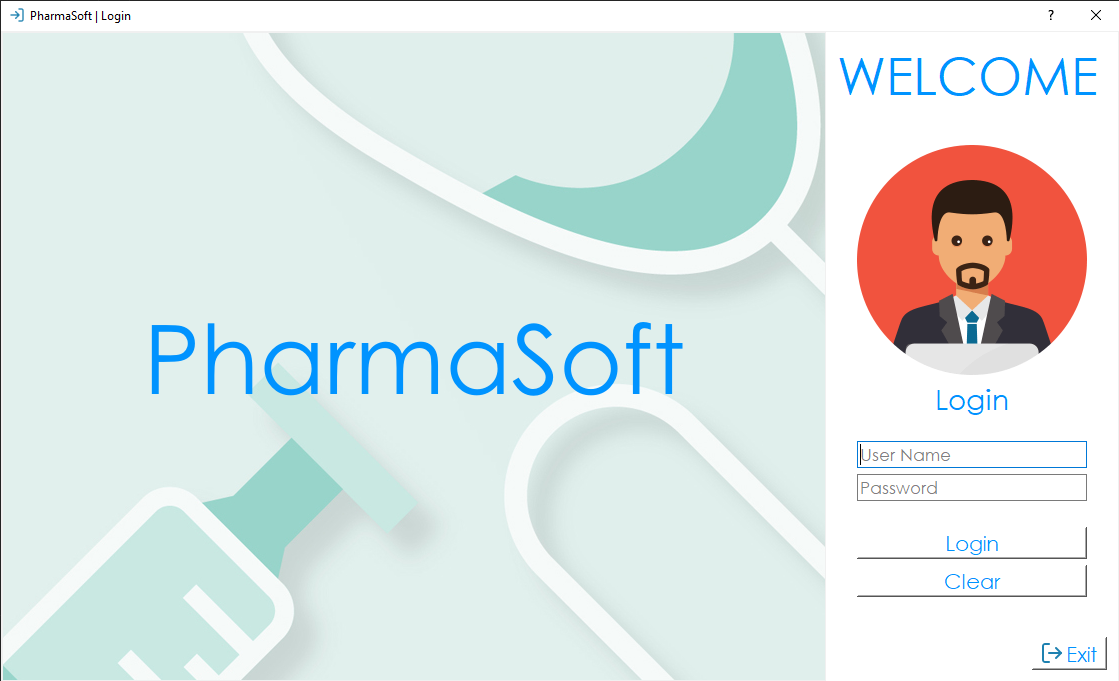 PharmaSoft | Login
?
WELCOME
PharmaSoft
Login
User Name
Password
Login
Clear
Exit